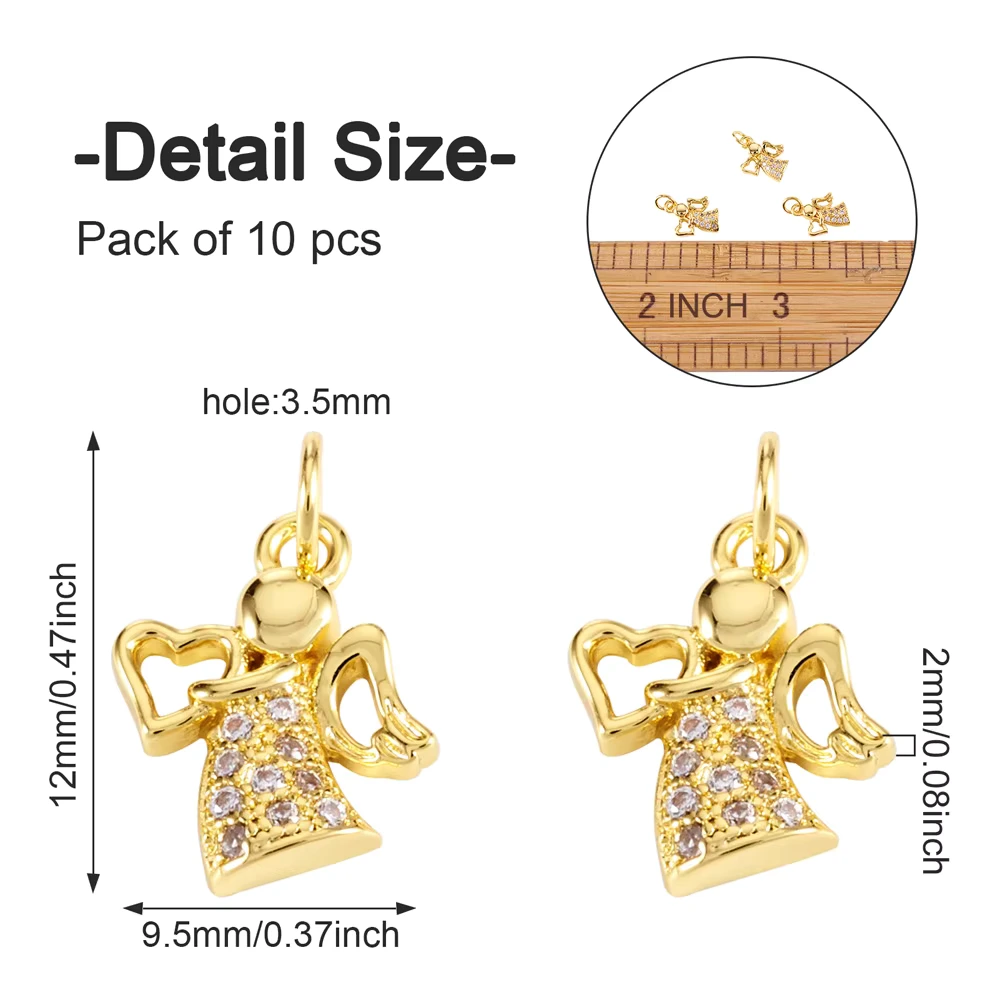 -Detail Size-
Pack of 10 pcs
2 INCH 3
hole:3.5mm
12mm/0.47inch
2mm/0.08inch
9.5mm/0.37inch